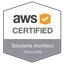 aws
CERTIFIED
Solutions Architect
Associate